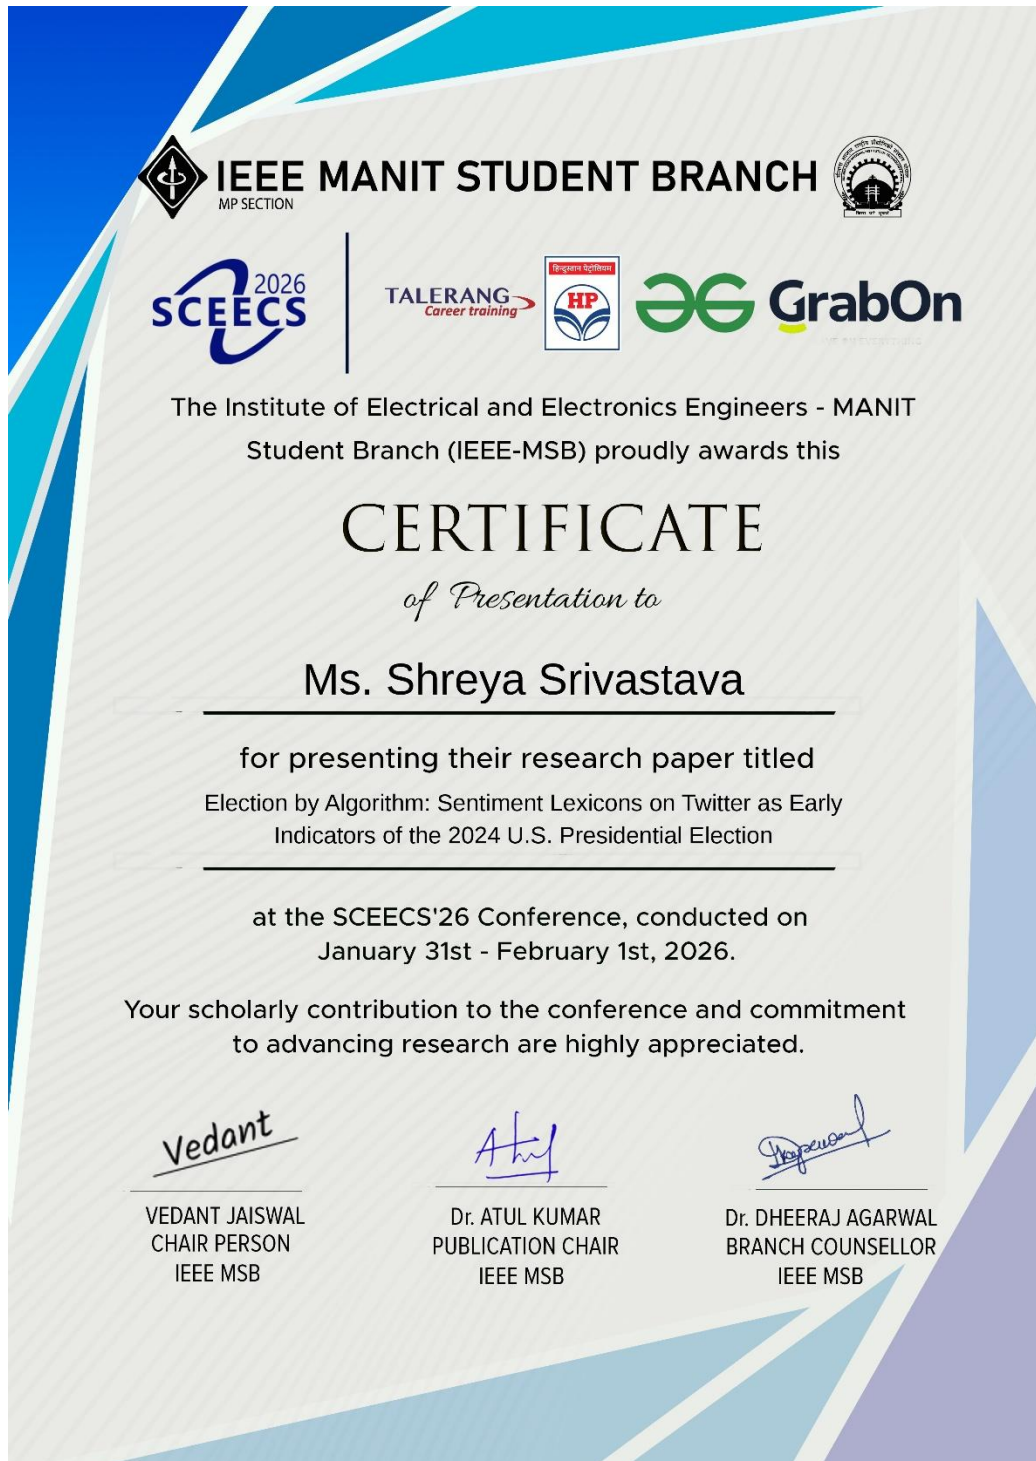 IEEE MANIT STUDENT BRANCH
MP SECTION
2026
SCEECS
TALERANG
Career training
हिन्दुस्तान पेट्रोलियम
HP
GrabOn
The Institute of Electrical and Electronics Engineers - MANIT
Student Branch (IEEE-MSB) proudly awards this
CERTIFICATE
of Presentation to
Ms. Shreya Srivastava
for presenting their research paper titled
Election by Algorithm: Sentiment Lexicons on Twitter as Early
Indicators of the 2024 U.S. Presidential Election
at the SCEECS'26 Conference, conducted on
January 31st - February 1st, 2026.
Your scholarly contribution to the conference and commitment
to advancing research are highly appreciated.
Vedant
VEDANT JAISWAL
CHAIR PERSON
IEEE MSB
Atul
Dr. ATUL KUMAR
PUBLICATION CHAIR
IEEE MSB
Dr. DHEERAJ AGARWAL
BRANCH COUNSELLOR
IEEE MSB